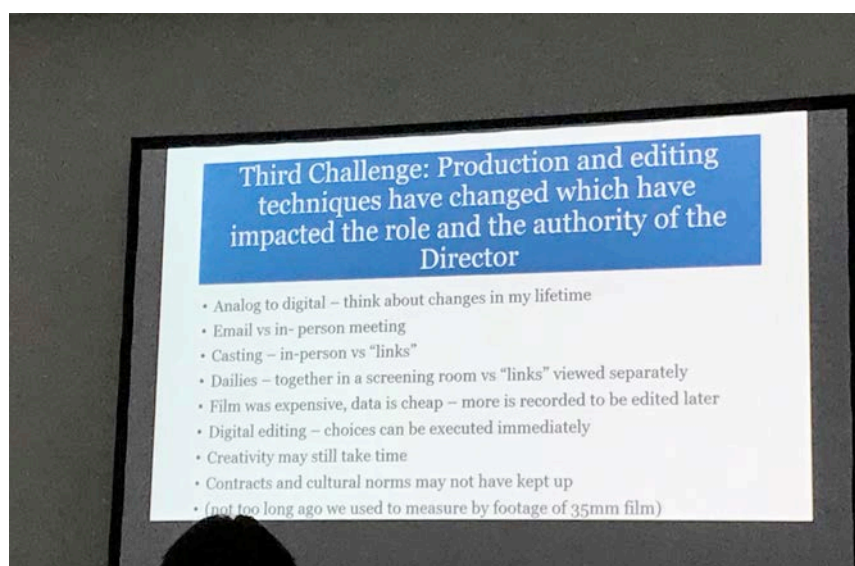 Third Challenge: Production and editing
techniques have changed which have
impacted the role and the authority of the
Director
• Analog to digital – think about changes in my lifetime
• Email vs in- person meeting
• Casting – in-person vs “links”
• Dailies – together in a screening room vs “links” viewed separately
• Film was expensive, data is cheap – more is recorded to be edited later
• Digital editing – choices can be executed immediately
• Creativity may still take time
• Contracts and cultural norms may not have kept up
• (not too long ago we used to measure by footage of 35mm film)